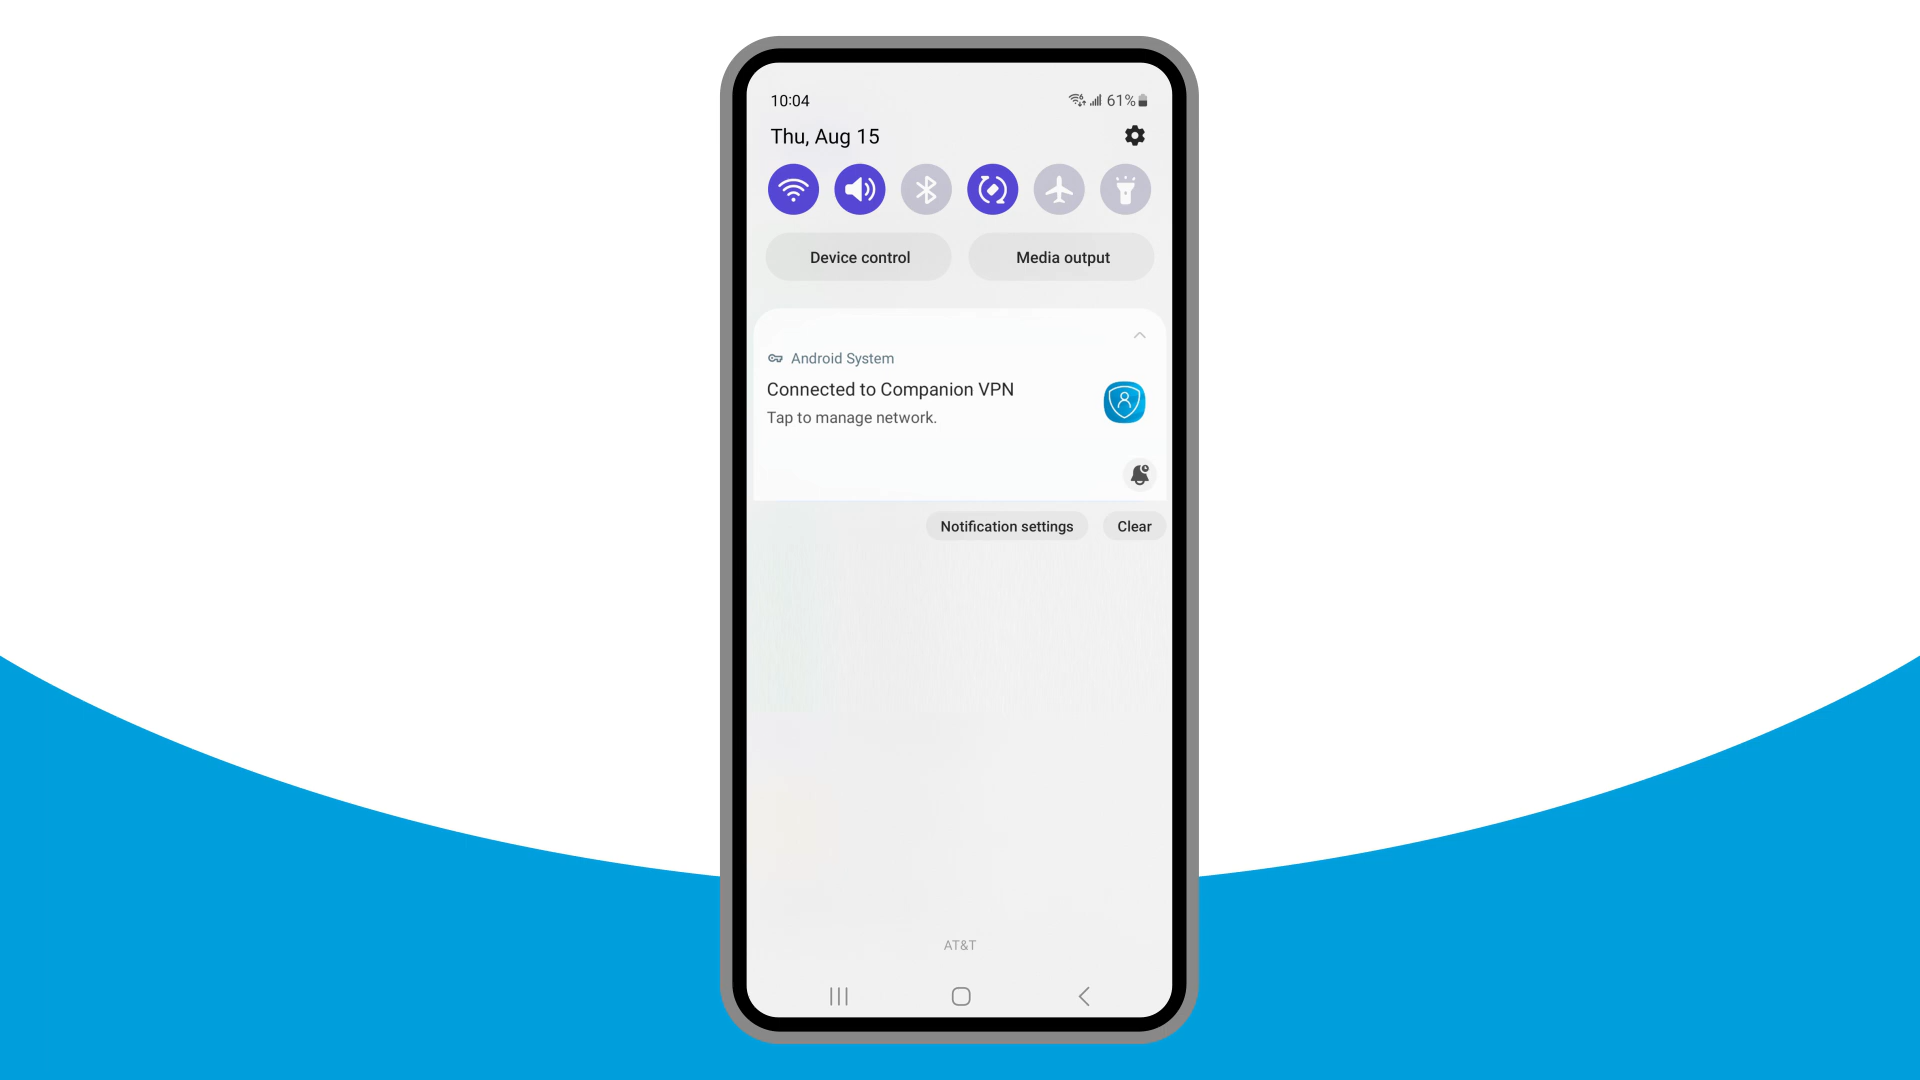 10:04
61%
Thu, Aug 15
Device control
Media output
Android System
Connected to Companion VPN
Tap to manage network.
Notification settings
Clear
AT&T